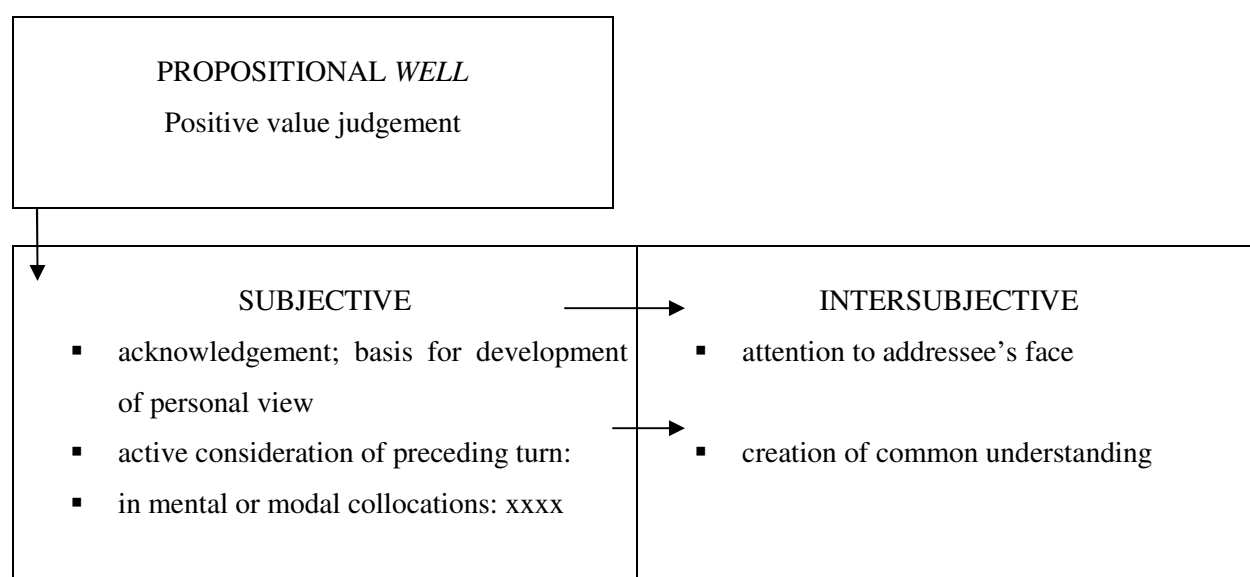 PROPOSITIONAL WELL
Positive value judgement
SUBJECTIVE
▪ acknowledgement; basis for development
of personal view
▪ active consideration of preceding turn:
▪ in mental or modal collocations: xxxx
INTERSUBJECTIVE
▪ attention to addressee's face
▪ creation of common understanding